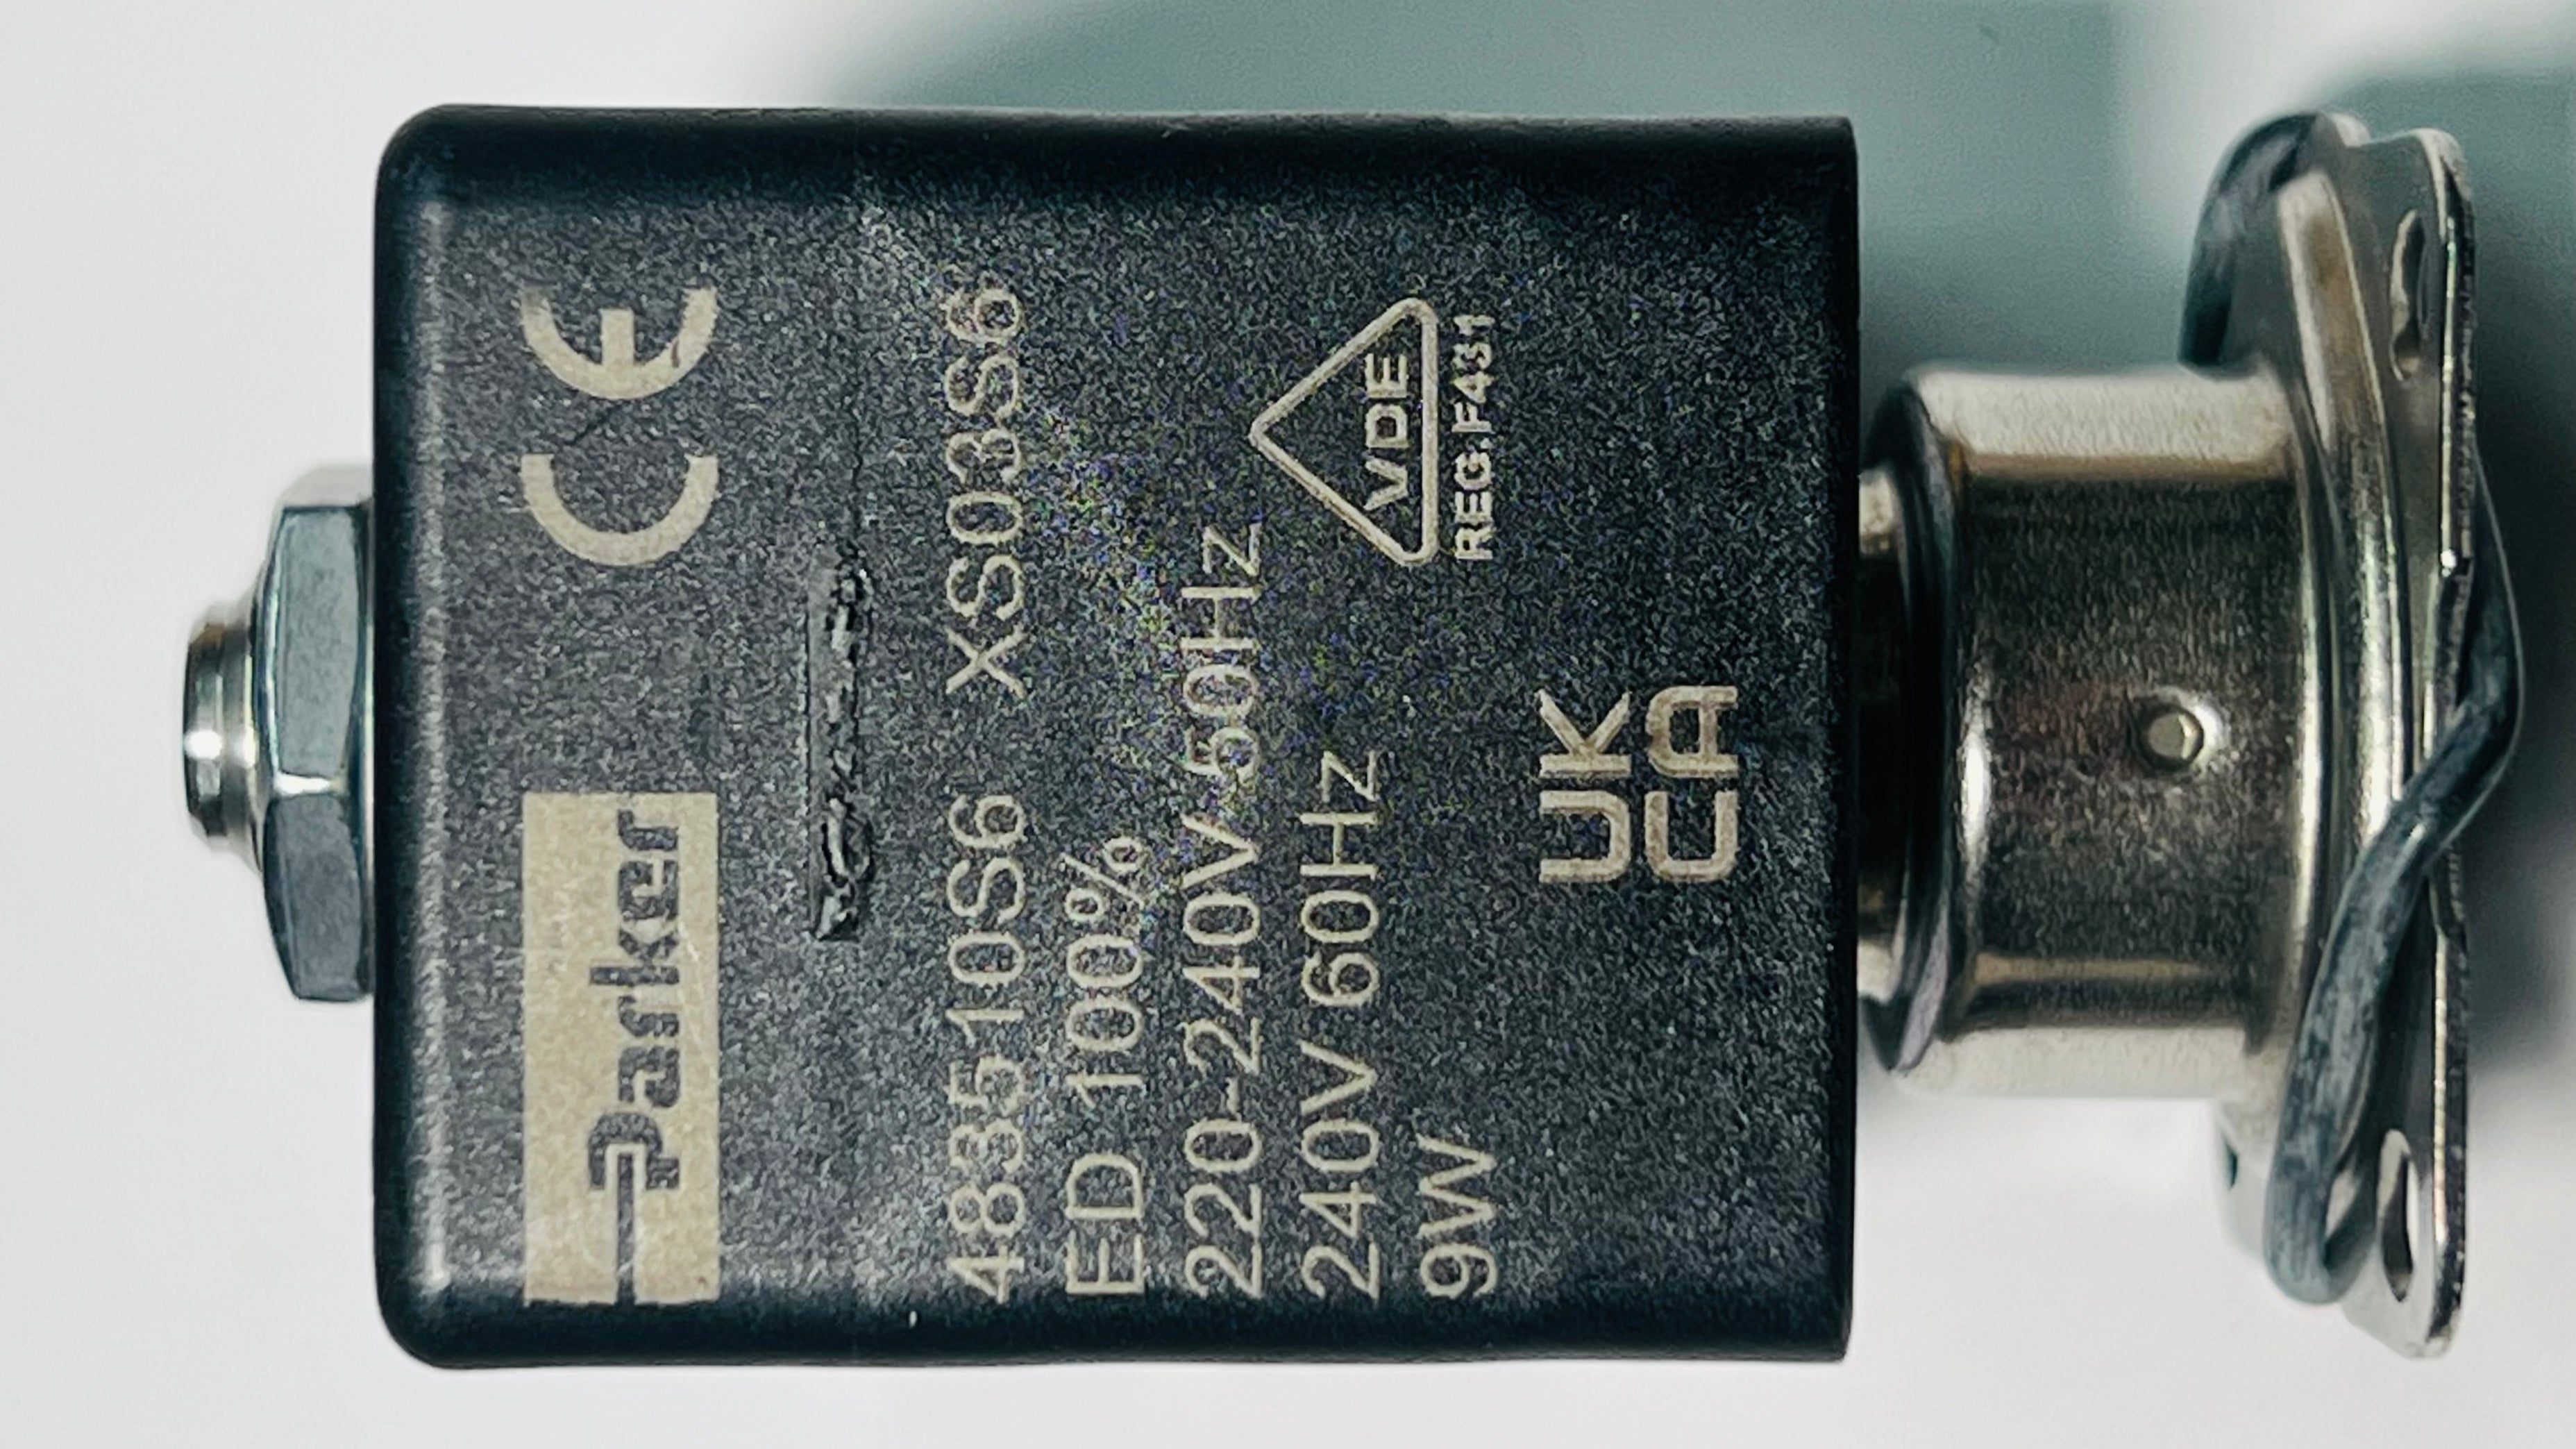 Parker CE
483510S6 XS03S6
ED 100%
220-240V 50Hz
240V 60Hz
9W
VDE
REG.F431
UK
CA